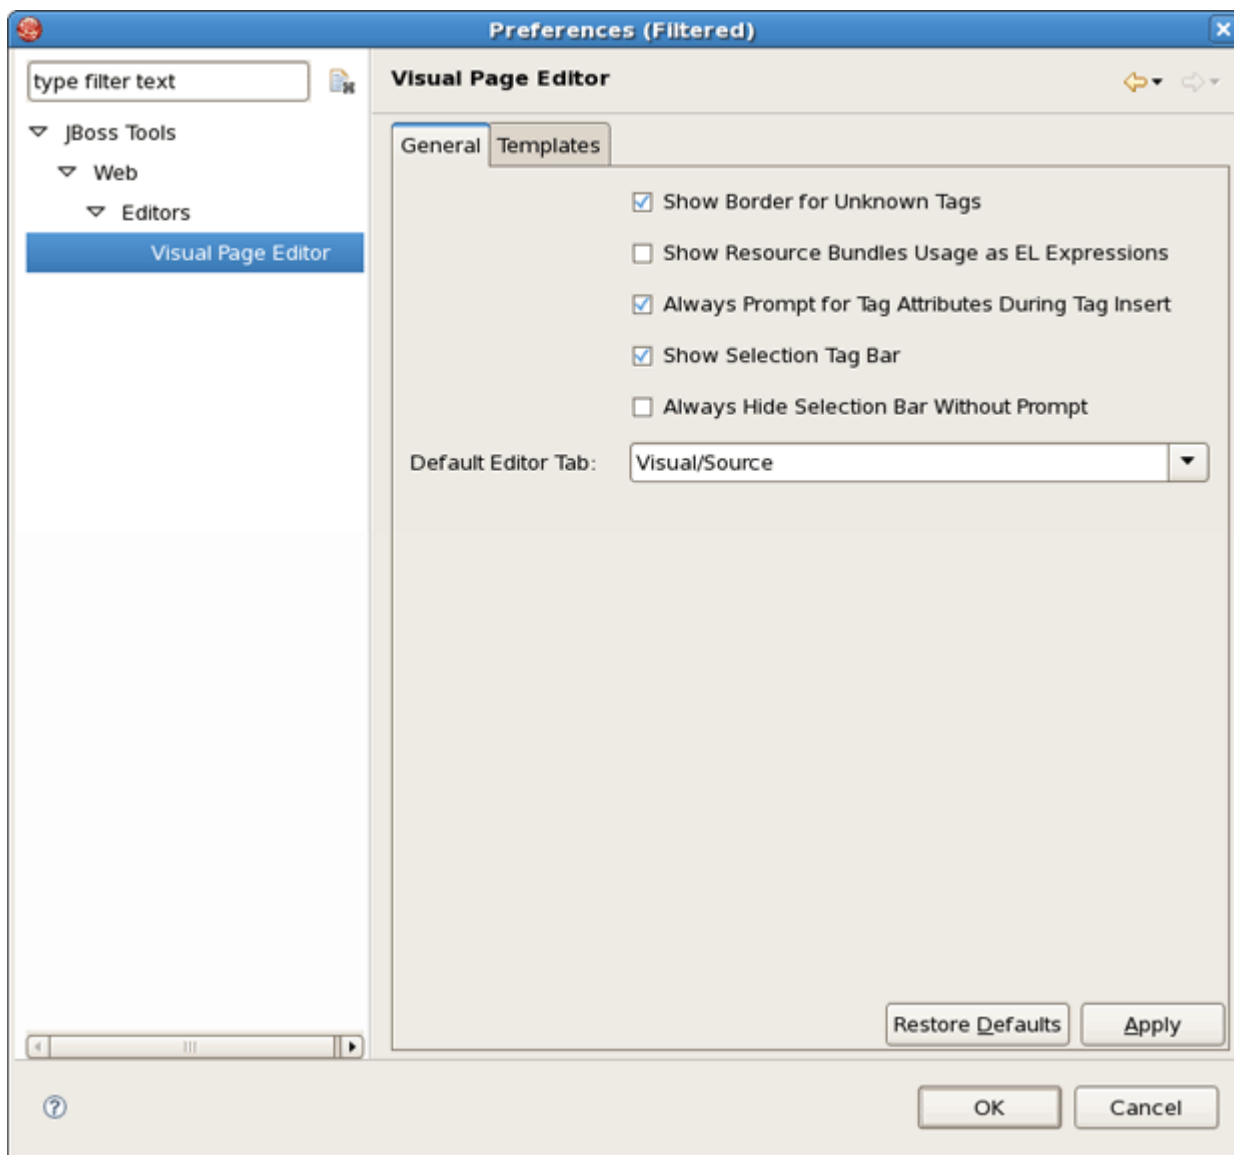 Preferences (Filtered)
type filter text
JBoss Tools
Web
Editors
Visual Page Editor
Visual Page Editor
General Templates
Show Border for Unknown Tags
Show Resource Bundles Usage as EL Expressions
Always Prompt for Tag Attributes During Tag Insert
Show Selection Tag Bar
Always Hide Selection Bar Without Prompt
Default Editor Tab: Visual/Source
Restore Defaults Apply
OK Cancel